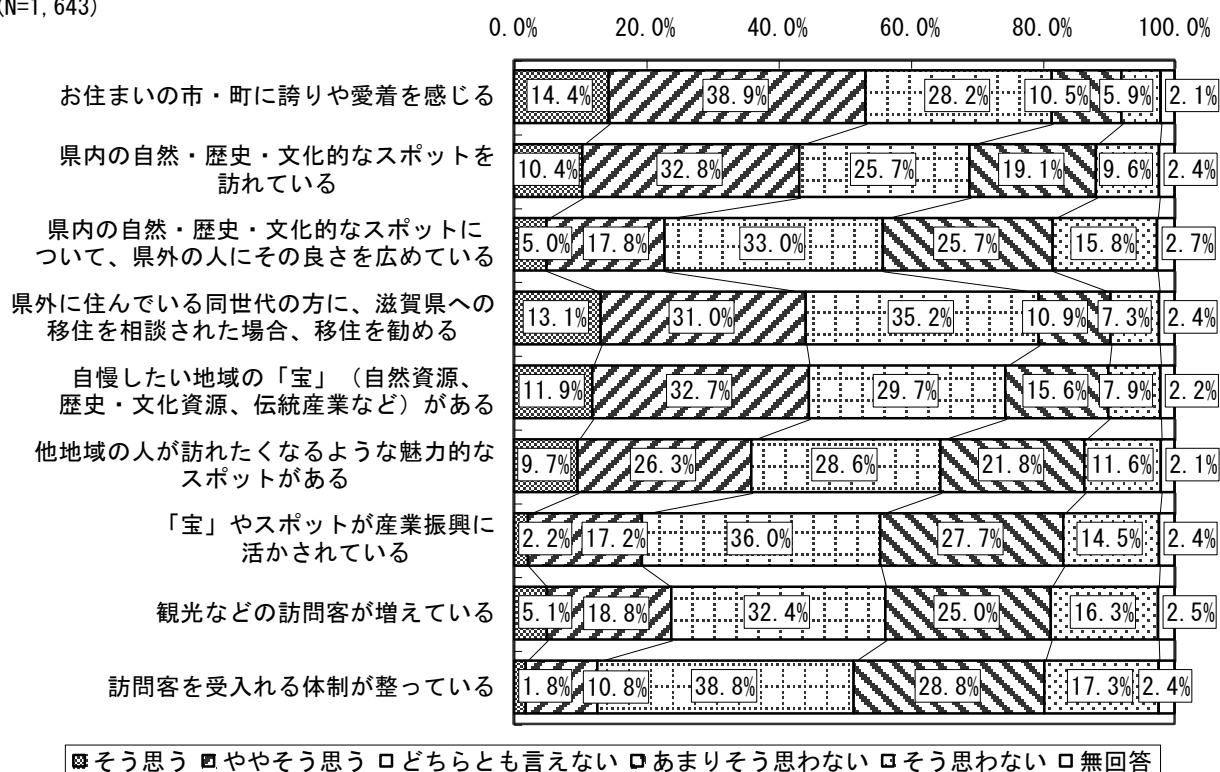 (N=1,643)
0.0% 20.0% 40.0% 60.0% 80.0% 100.0%
お住まいの市・町に誇りや愛着を感じる
14.4% 38.9% 28.2% 10.5% 5.9% 2.1%
県内の自然・歴史・文化的なスポットを
訪れている
10.4% 32.8% 25.7% 19.1% 9.6% 2.4%
県内の自然・歴史・文化的なスポットに
ついて、県外の人にその良さを広めている
5.0% 17.8% 33.0% 25.7% 15.8% 2.7%
県外に住んでいる同世代の方に、滋賀県への
移住を相談された場合、移住を勧める
13.1% 31.0% 35.2% 10.9% 7.3% 2.4%
自慢したい地域の「宝」（自然資源、
歴史・文化資源、伝統産業など）がある
11.9% 32.7% 29.7% 15.6% 7.9% 2.2%
他地域の人が訪れたくなるような魅力的な
スポットがある
9.7% 26.3% 28.6% 21.8% 11.6% 2.1%
「宝」やスポットが産業振興に
活かされている
2.2% 17.2% 36.0% 27.7% 14.5% 2.4%
観光などの訪問客が増えている
5.1% 18.8% 32.4% 25.0% 16.3% 2.5%
訪問客を受入れる体制が整っている
1.8% 10.8% 38.8% 28.8% 17.3% 2.4%
そう思う ややそう思う どちらとも言えない あまりそう思わない そう思わない 無回答